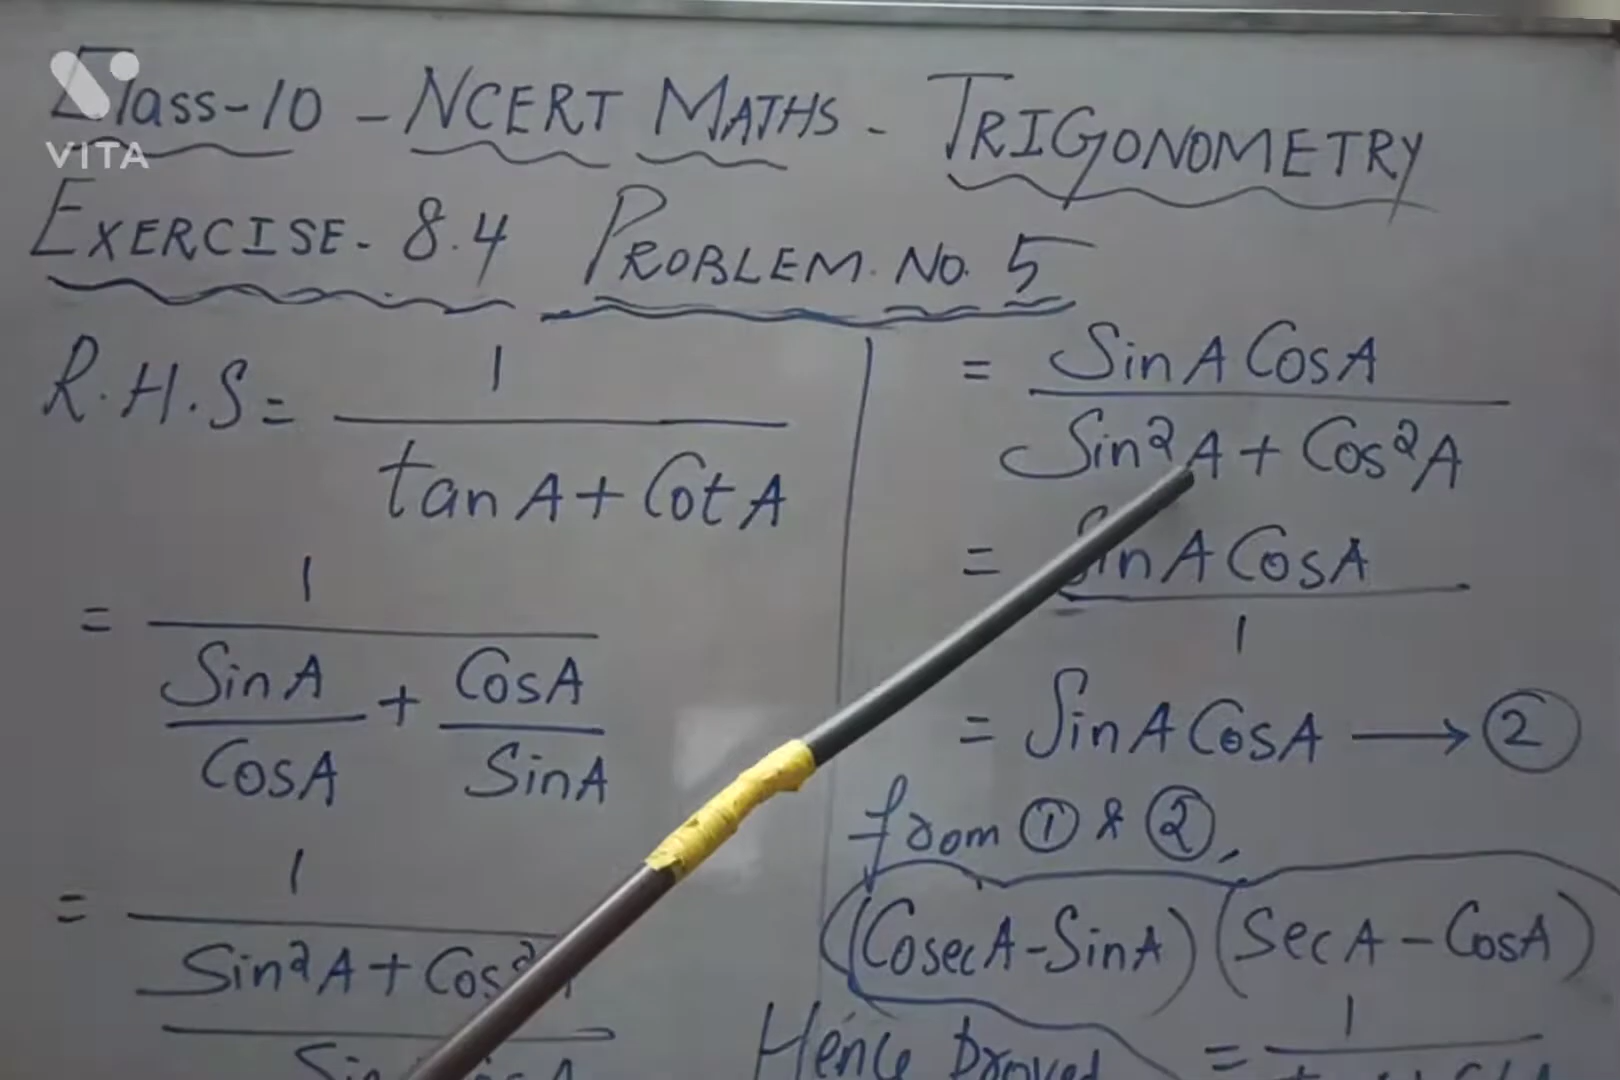 VITA
Class-10 - NCERT MATHS - TRIGONOMETRY
EXERCISE - 8.4 PROBLEM. NO. 5
R.H.S = 1
tan A + Cot A
= 1
Sin A + Cos A
Cos A Sin A
= 1
Sin²A + Cos²
= Sin A Cos A
Sin²A + Cos²A
= Sin A Cos A
1
= Sin A Cos A → ②
from ① & ②,
(Cosec A - Sin A) (Sec A - Cos A)
Hence Proved = 1